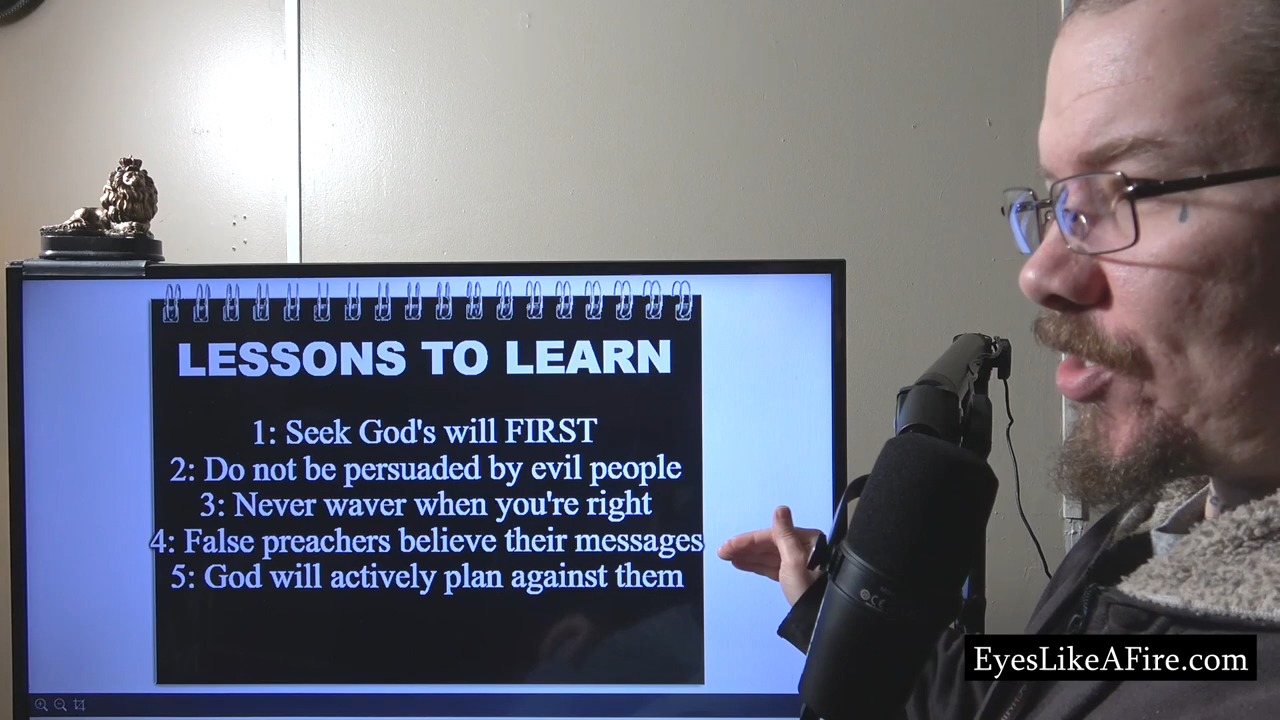 LESSONS TO LEARN
1: Seek God's will FIRST
2: Do not be persuaded by evil people
3: Never waver when you're right
4: False preachers believe their messages
5: God will actively plan against them
EyesLikeAFire.com